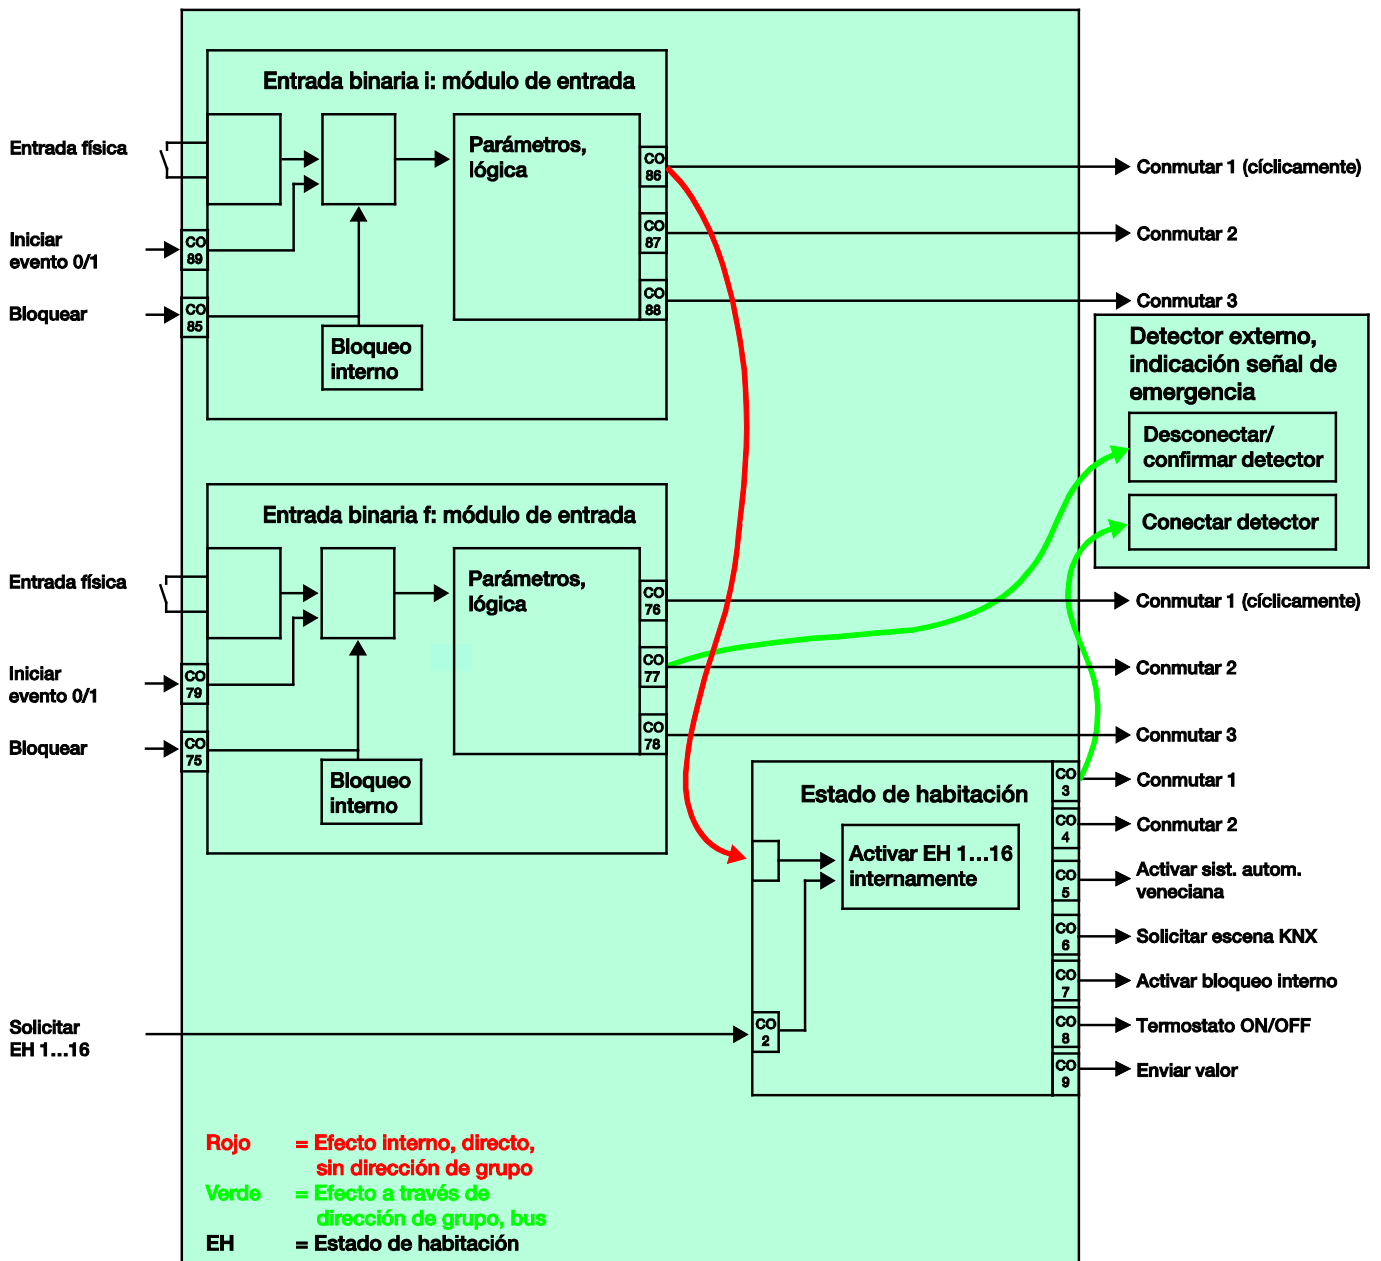 Entrada binaria i: módulo de entrada
Entrada física
Parámetros,
lógica
CO
86
Conmutar 1 (cíclicamente)
Iniciar
evento 0/1
CO
89
CO
87
Conmutar 2
Bloquear
CO
85
CO
88
Conmutar 3
Bloqueo
interno
Detector externo,
indicación señal de
emergencia
Desconectar/
confirmar detector
Conectar detector
Entrada binaria f: módulo de entrada
Entrada física
Parámetros,
lógica
CO
76
Conmutar 1 (cíclicamente)
Iniciar
evento 0/1
CO
79
CO
77
Conmutar 2
Bloquear
CO
75
CO
78
Conmutar 3
Bloqueo
interno
Estado de habitación
CO
3
Conmutar 1
CO
4
Conmutar 2
Activar EH 1...16
internamente
CO
5
Activar sist. autom.
veneciana
CO
6
Solicitar escena KNX
CO
7
Activar bloqueo interno
Solicitar
EH 1...16
CO
2
CO
8
Termostato ON/OFF
CO
9
Enviar valor
Rojo = Efecto interno, directo,
sin dirección de grupo
Verde = Efecto a través de
dirección de grupo, bus
EH = Estado de habitación